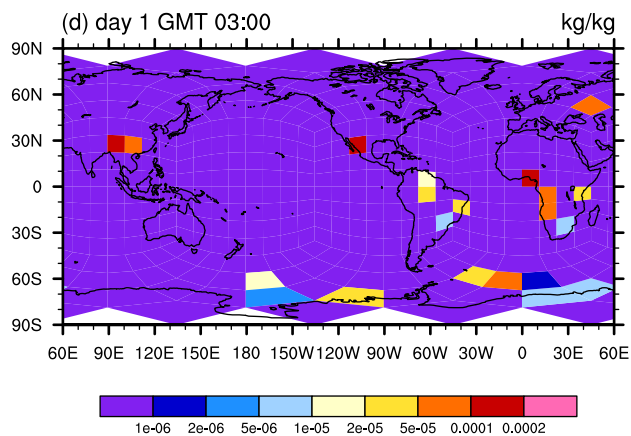 (d) day 1 GMT 03:00 kg/kg
90N
60N
30N
0
30S
60S
90S
60E 90E 120E 150E 180 150W 120W 90W 60W 30W 0 30E 60E
1e-06 2e-06 5e-06 1e-05 2e-05 5e-05 0.0001 0.0002